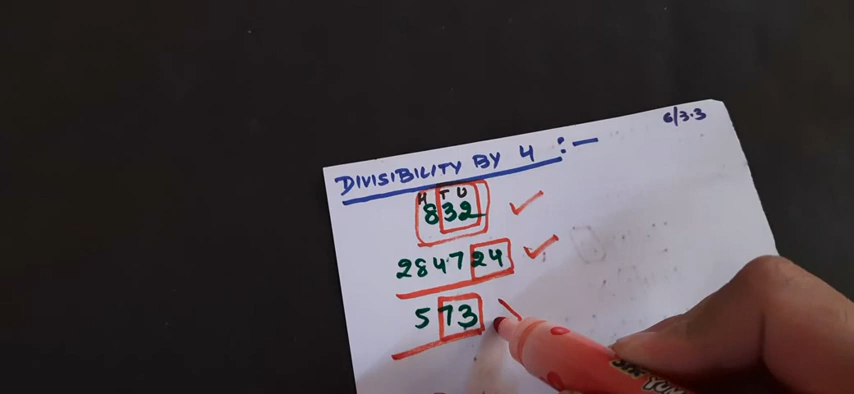 6/3.3
DIVISIBILITY BY 4 :-
H T U
832
284724
573